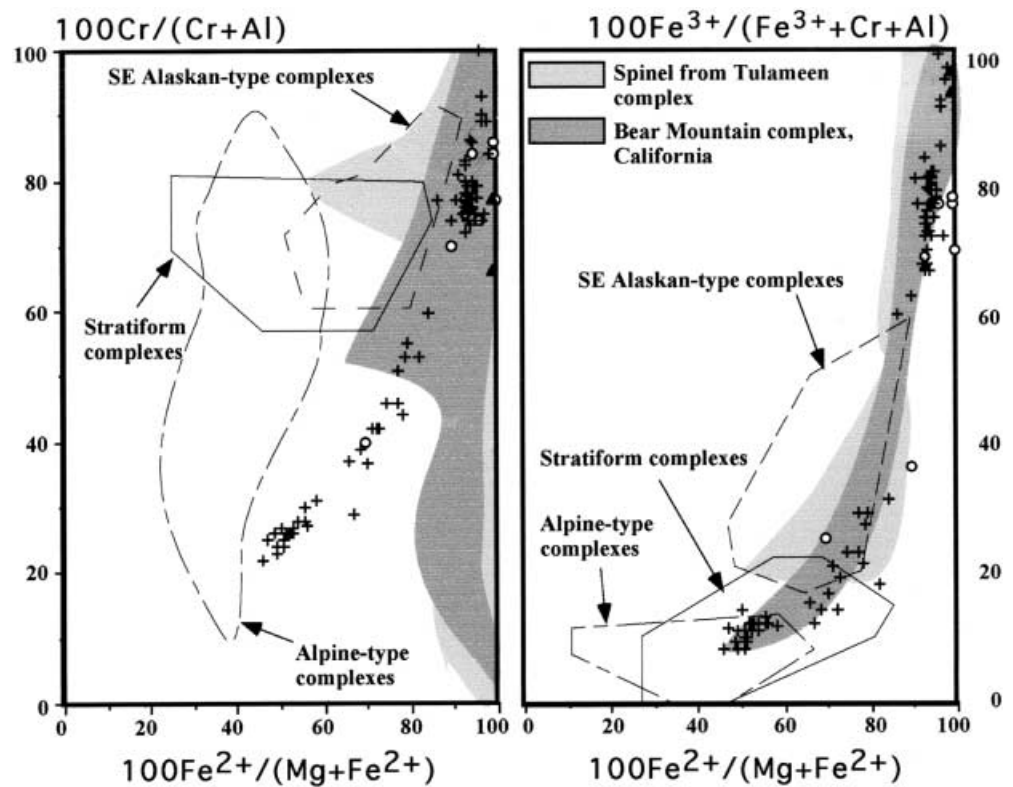 100Cr/(Cr+Al)
100
80
60
40
20
0
SE Alaskan-type complexes
Stratiform
complexes
Alpine-type
complexes
0 20 40 60 80 100
100Fe²⁺/(Mg+Fe²⁺)
100Fe³⁺/(Fe³⁺+Cr+Al)
Spinel from Tulameen
complex
Bear Mountain complex,
California
SE Alaskan-type complexes
Stratiform complexes
Alpine-type
complexes
100
80
60
40
20
0
0 20 40 60 80 100
100Fe²⁺/(Mg+Fe²⁺)